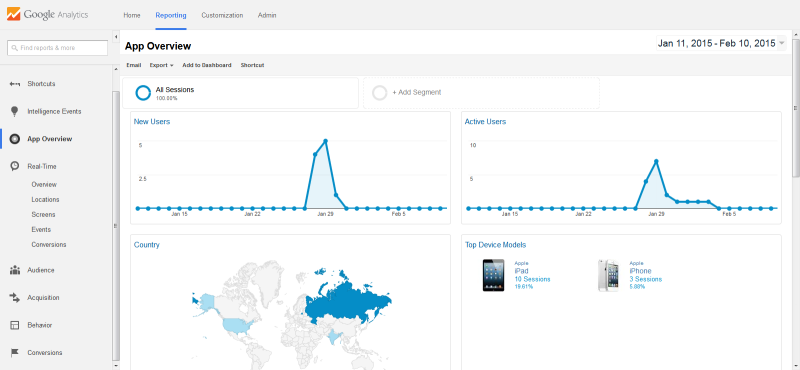 Google Analytics
Home Reporting Customization Admin
Find reports & more
Shortcuts
Intelligence Events
App Overview
Real-Time
Overview
Locations
Screens
Events
Conversions
Audience
Acquisition
Behavior
Conversions
App Overview
Jan 11, 2015 - Feb 10, 2015
Email Export Add to Dashboard Shortcut
All Sessions
100.00%
+ Add Segment
New Users
5
2.5
Jan 15 Jan 22 Jan 29 Feb 5
Active Users
10
5
Jan 15 Jan 22 Jan 29 Feb 5
Country
Top Device Models
Apple
iPad
10 Sessions
19.61%
Apple
iPhone
3 Sessions
5.88%